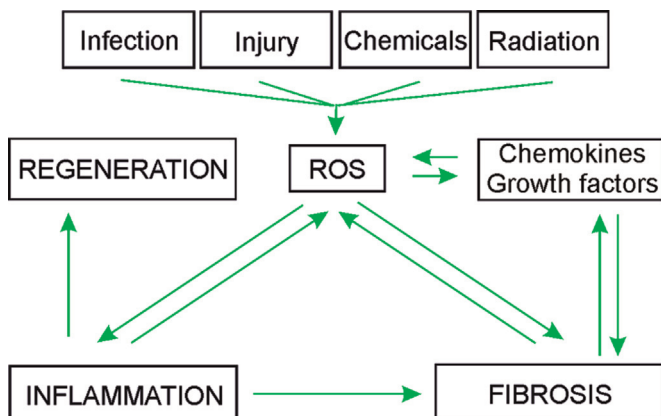 Infection
Injury
Chemicals
Radiation
REGENERATION
ROS
Chemokines
Growth factors
INFLAMMATION
FIBROSIS